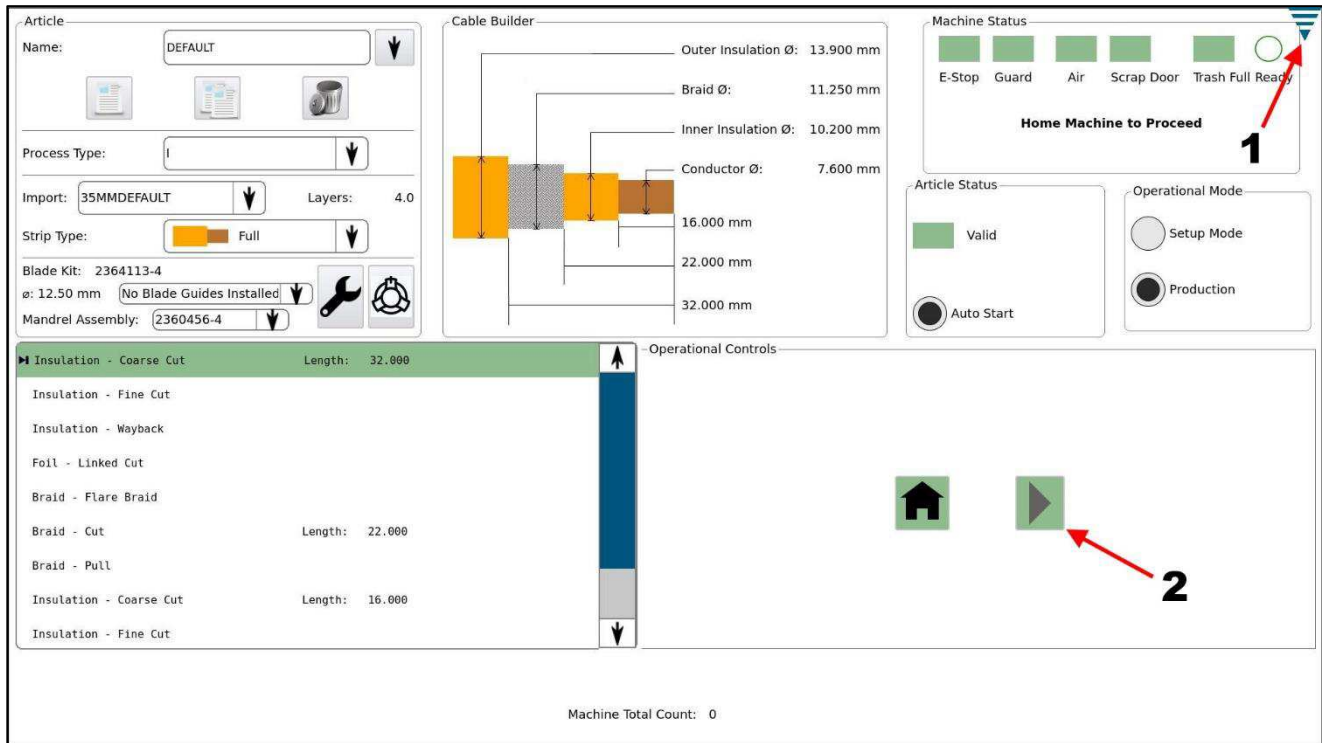 Article
Name: DEFAULT
Process Type: I
Import: 35MMDEFAULT Layers: 4.0
Strip Type: Full
Blade Kit: 2364113-4
ø: 12.50 mm No Blade Guides Installed
Mandrel Assembly: 2360456-4
Cable Builder
Outer Insulation Ø: 13.900 mm
Braid Ø: 11.250 mm
Inner Insulation Ø: 10.200 mm
Conductor Ø: 7.600 mm
16.000 mm
22.000 mm
32.000 mm
Machine Status
E-Stop Guard Air Scrap Door Trash Full Ready
Home Machine to Proceed
1
Article Status
Valid
Auto Start
Operational Mode
Setup Mode
Production
Insulation - Coarse Cut Length: 32.000
Insulation - Fine Cut
Insulation - Wayback
Foil - Linked Cut
Braid - Flare Braid
Braid - Cut Length: 22.000
Braid - Pull
Insulation - Coarse Cut Length: 16.000
Insulation - Fine Cut
Operational Controls
2
Machine Total Count: 0